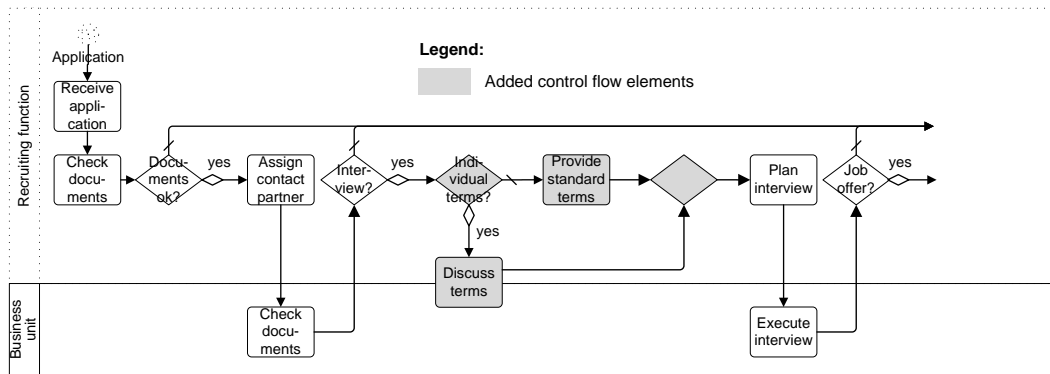 Recruiting function
Application
Receive
appli-
cation
Check
docu-
ments
Docu-
ments
ok?
yes
Assign
contact
partner
Legend:
Added control flow elements
Inter-
view?
yes
Indi-
vidual
terms?
yes
Provide
standard
terms
Discuss
terms
Plan
interview
Job
offer?
yes
Business
unit
Check
docu-
ments
Execute
interview